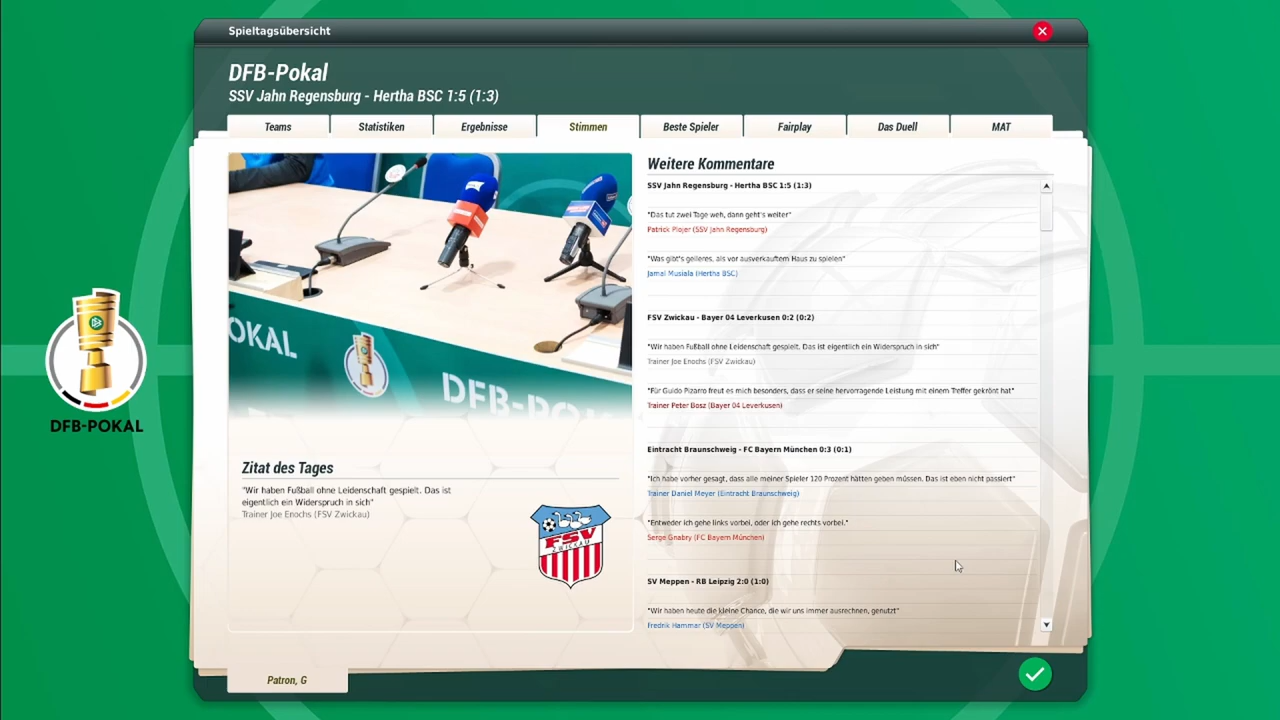 Spieltagsübersicht
DFB-Pokal
SSV Jahn Regensburg - Hertha BSC 1:5 (1:3)
Teams
Statistiken
Ergebnisse
Stimmen
Beste Spieler
Fairplay
Das Duell
MAT
OKAL
DFB-POK
Zitat des Tages
"Wir haben Fußball ohne Leidenschaft gespielt. Das ist
eigentlich ein Widerspruch in sich"
Trainer Joe Enochs (FSV Zwickau)
FSV
ZWICKAU
Weitere Kommentare
SSV Jahn Regensburg - Hertha BSC 1:5 (1:3)
"Das tut zwei Tage weh, dann geht's weiter"
Patrick Plojer (SSV Jahn Regensburg)
"Was gibt's geileres, als vor ausverkauftem Haus zu spielen"
Jamal Musiala (Hertha BSC)
FSV Zwickau - Bayer 04 Leverkusen 0:2 (0:2)
"Wir haben Fußball ohne Leidenschaft gespielt. Das ist eigentlich ein Widerspruch in sich"
Trainer Joe Enochs (FSV Zwickau)
"Für Guido Pizarro freut es mich besonders, dass er seine hervorragende Leistung mit einem Treffer gekrönt hat"
Trainer Peter Bosz (Bayer 04 Leverkusen)
Eintracht Braunschweig - FC Bayern München 0:3 (0:1)
"Ich habe vorher gesagt, dass alle meiner Spieler 120 Prozent hätten geben müssen. Das ist eben nicht passiert"
Trainer Daniel Meyer (Eintracht Braunschweig)
"Entweder ich gehe links vorbei, oder ich gehe rechts vorbei."
Serge Gnabry (FC Bayern München)
SV Meppen - RB Leipzig 2:0 (1:0)
"Wir haben heute die kleine Chance, die wir uns immer ausrechnen, genutzt"
Fredrik Hammar (SV Meppen)
DFB-POKAL
Patron, G